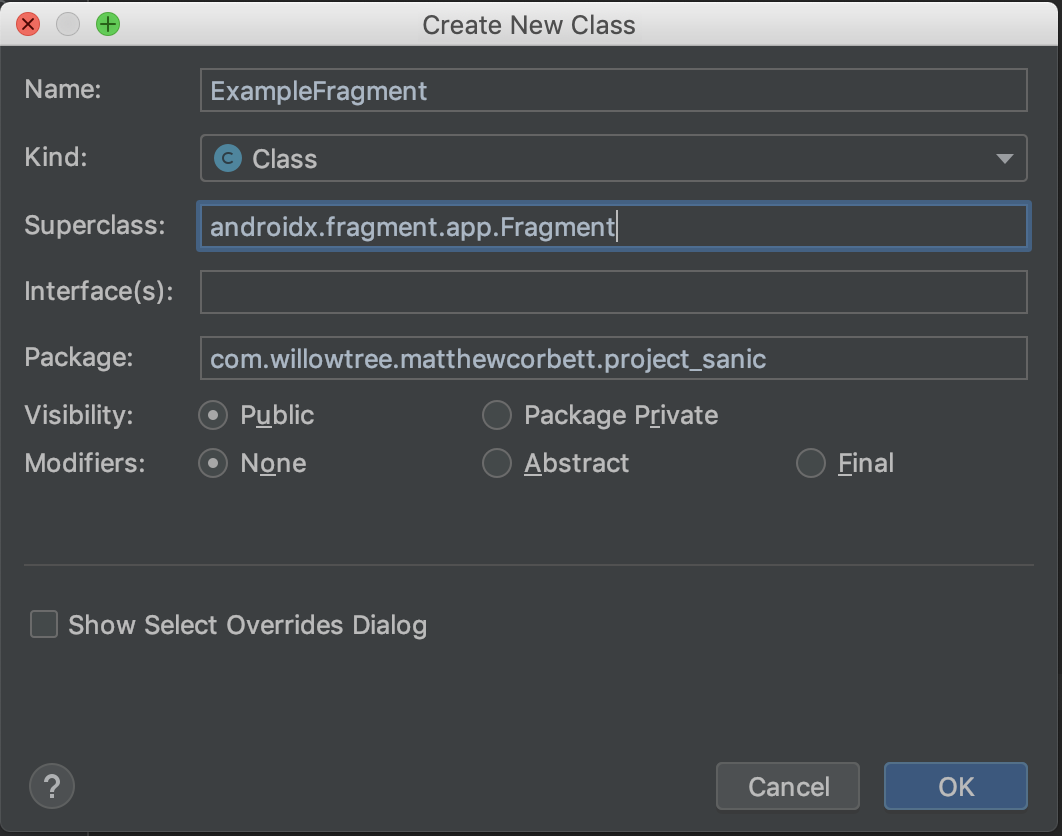 Create New Class
Name: ExampleFragment
Kind: C Class
Superclass: androidx.fragment.app.Fragment
Interface(s):
Package: com.willowtree.matthewcorbett.project_sanic
Visibility: Public Package Private
Modifiers: None Abstract Final
Show Select Overrides Dialog
? Cancel OK